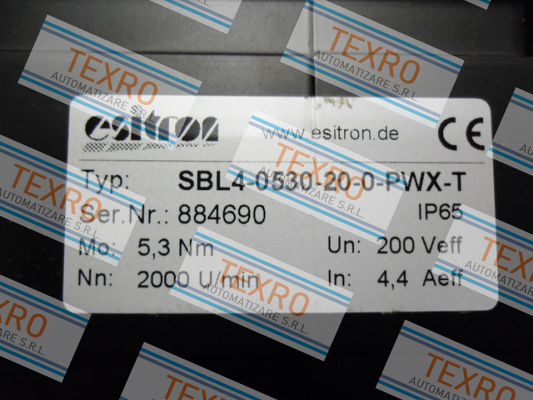 esitron
www.esitron.de
CE
Typ: SBL4-0530.20-0-PWX-T
Ser.Nr.: 884690 IP65
Mo: 5,3 Nm Un: 200 Veff
Nn: 2000 U/min In: 4,4 Aeff
TEXRO
AUTOMATIZARE S.R.L.